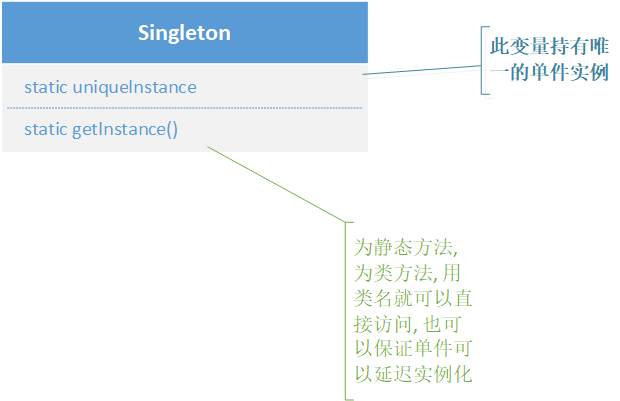 Singleton
static uniqueInstance
static getInstance()
此变量持有唯
一的单件实例
为静态方法,
为类方法, 用
类名就可以直
接访问, 也可
以保证单件可
以延迟实例化